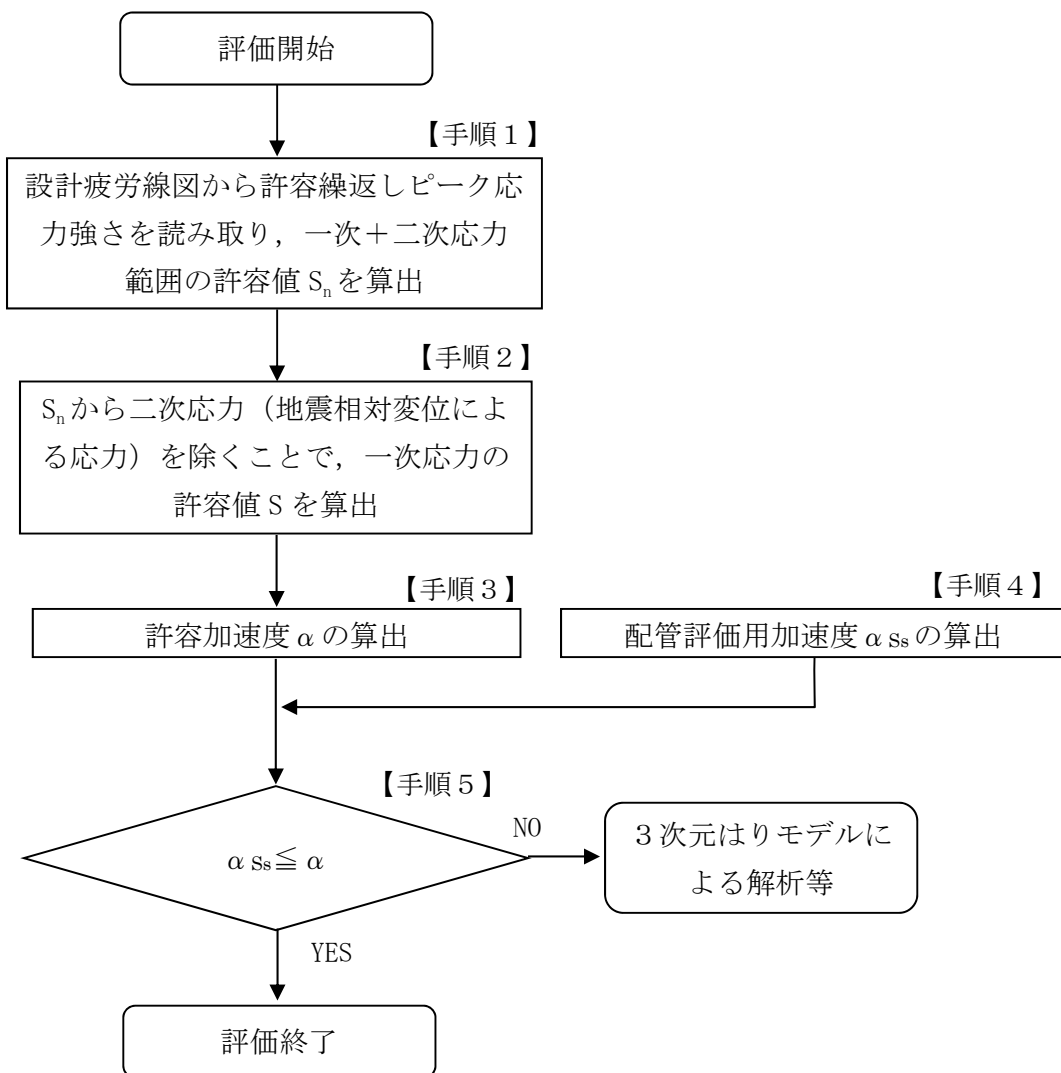 評価開始
【手順１】
設計疲労線図から許容繰返しピーク応
力強さを読み取り，一次＋二次応力
範囲の許容値 Sn を算出
【手順２】
Sn から二次応力（地震相対変位によ
る応力）を除くことで，一次応力の
許容値 S を算出
【手順３】
許容加速度 α の算出
【手順４】
配管評価用加速度 α Ss の算出
【手順５】
α Ss≦ α
NO
３次元はりモデルに
よる解析等
YES
評価終了